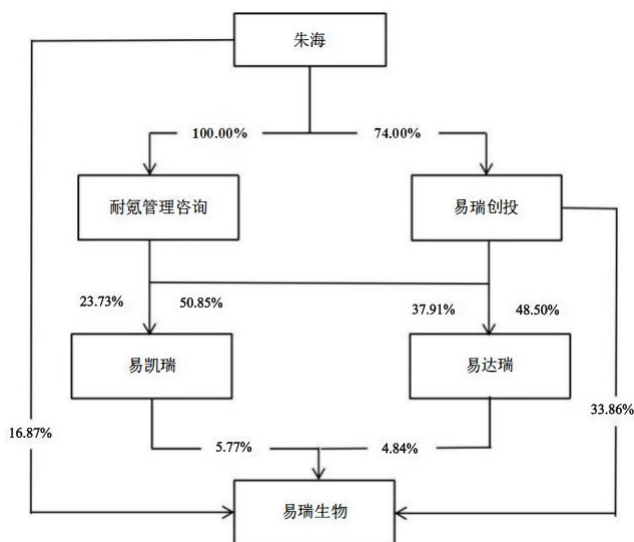 朱海
100.00%
74.00%
耐氪管理咨询
易瑞创投
23.73%
50.85%
37.91%
48.50%
易凯瑞
易达瑞
16.87%
5.77%
4.84%
33.86%
易瑞生物